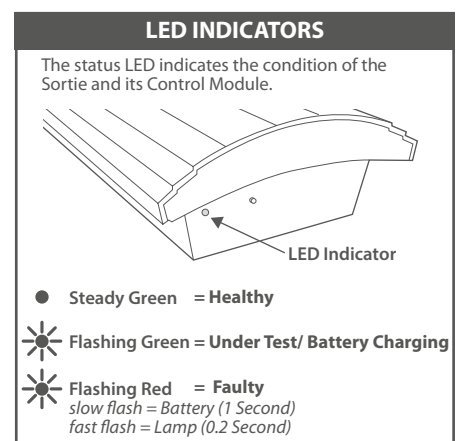 LED INDICATORS
The status LED indicates the condition of the
Sortie and its Control Module.
LED Indicator
Steady Green = Healthy
Flashing Green = Under Test/ Battery Charging
Flashing Red = Faulty
slow flash = Battery (1 Second)
fast flash = Lamp (0.2 Second)